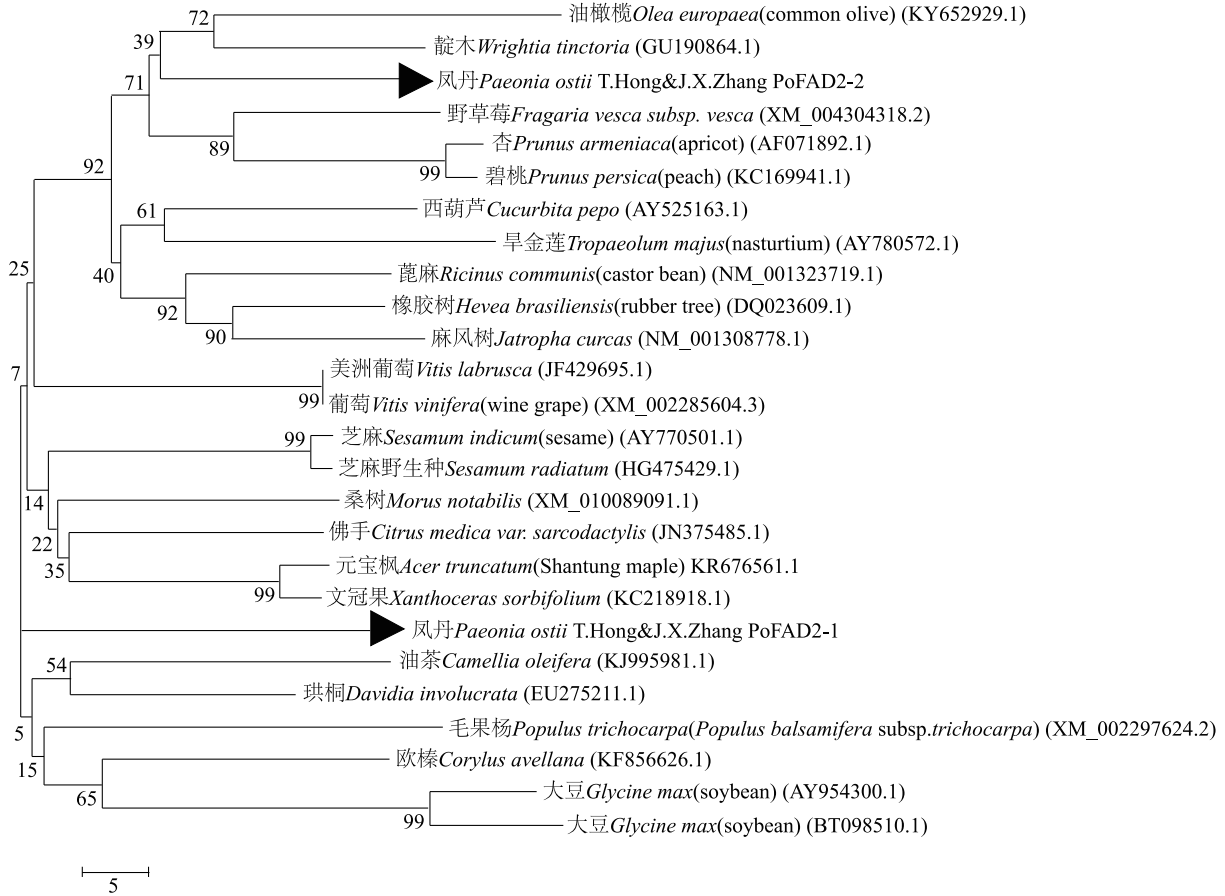 油橄榄Olea europaea(common olive) (KY652929.1)
72
39
靛木Wrightia tinctoria (GU190864.1)
71
凤丹Paeonia ostii T.Hong&J.X.Zhang PoFAD2-2
野草莓Fragaria vesca subsp. vesca (XM_004304318.2)
杏Prunus armeniaca(apricot) (AF071892.1)
89
92
99
碧桃Prunus persica(peach) (KC169941.1)
西葫芦Cucurbita pepo (AY525163.1)
61
旱金莲Tropaeolum majus(nasturtium) (AY780572.1)
25
40
蓖麻Ricinus communis(castor bean) (NM_001323719.1)
橡胶树Hevea brasiliensis(rubber tree) (DQ023609.1)
92
90
麻风树Jatropha curcas (NM_001308778.1)
7
美洲葡萄Vitis labrusca (JF429695.1)
99
葡萄Vitis vinifera(wine grape) (XM_002285604.3)
99
芝麻Sesamum indicum(sesame) (AY770501.1)
芝麻野生种Sesamum radiatum (HG475429.1)
14
桑树Morus notabilis (XM_010089091.1)
佛手Citrus medica var. sarcodactylis (JN375485.1)
22
35
元宝枫Acer truncatum(Shantung maple) KR676561.1
99
文冠果Xanthoceras sorbifolium (KC218918.1)
凤丹Paeonia ostii T.Hong&J.X.Zhang PoFAD2-1
54
油茶Camellia oleifera (KJ995981.1)
珙桐Davidia involucrata (EU275211.1)
5
毛果杨Populus trichocarpa(Populus balsamifera subsp.trichocarpa) (XM_002297624.2)
15
欧榛Corylus avellana (KF856626.1)
65
大豆Glycine max(soybean) (AY954300.1)
99
大豆Glycine max(soybean) (BT098510.1)
5